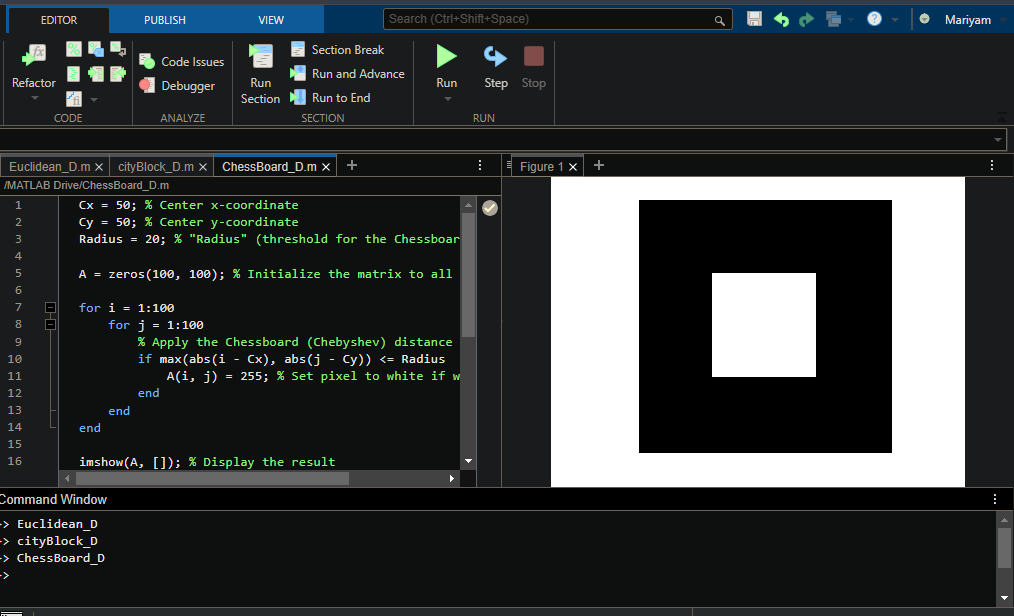 EDITOR PUBLISH VIEW Search (Ctrl+Shift+Space) Mariyam
Refactor
CODE
Code Issues
Debugger
ANALYZE
Run Section
Section Break
Run and Advance
Run to End
SECTION
Run Step Stop
RUN
Euclidean_D.m × cityBlock_D.m × ChessBoard_D.m × +
/MATLAB Drive/ChessBoard_D.m
1 Cx = 50; % Center x-coordinate
2 Cy = 50; % Center y-coordinate
3 Radius = 20; % "Radius" (threshold for the Chessboar
4
5 A = zeros(100, 100); % Initialize the matrix to all
6
7 for i = 1:100
8 for j = 1:100
9 % Apply the Chessboard (Chebyshev) distance
10 if max(abs(i - Cx), abs(j - Cy)) <= Radius
11 A(i, j) = 255; % Set pixel to white if w
12 end
13 end
14 end
15
16 imshow(A, []); % Display the result
Figure 1 × +
Command Window
> Euclidean_D
> cityBlock_D
> ChessBoard_D
>